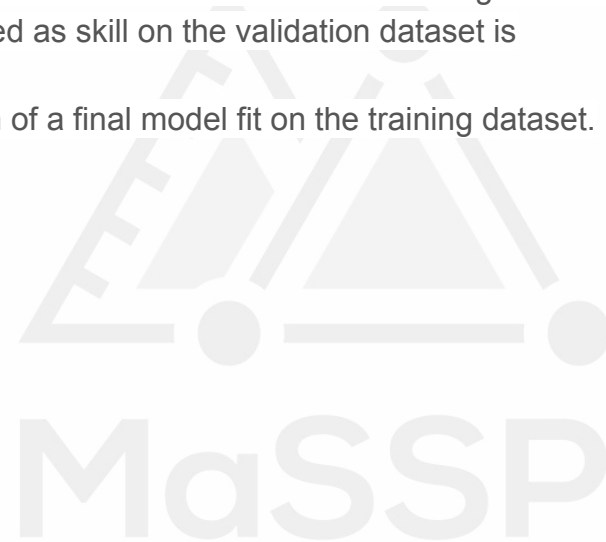 ed as skill on the validation dataset is
of a final model fit on the training dataset.
MaSSP